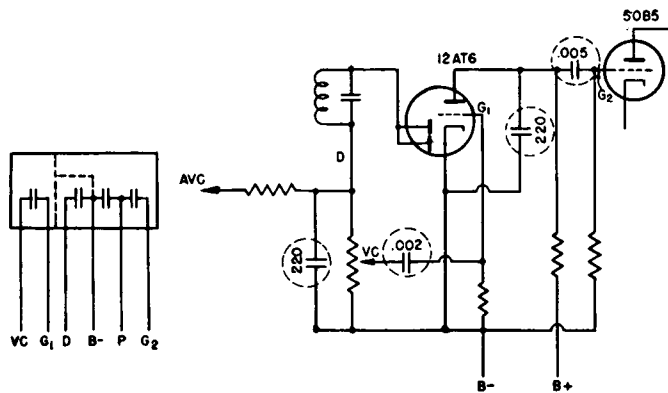 50B5
12AT6
.005
G1
G2
220
D
AVC
220
VC
.002
VC G1 D B- P G2
B- B+